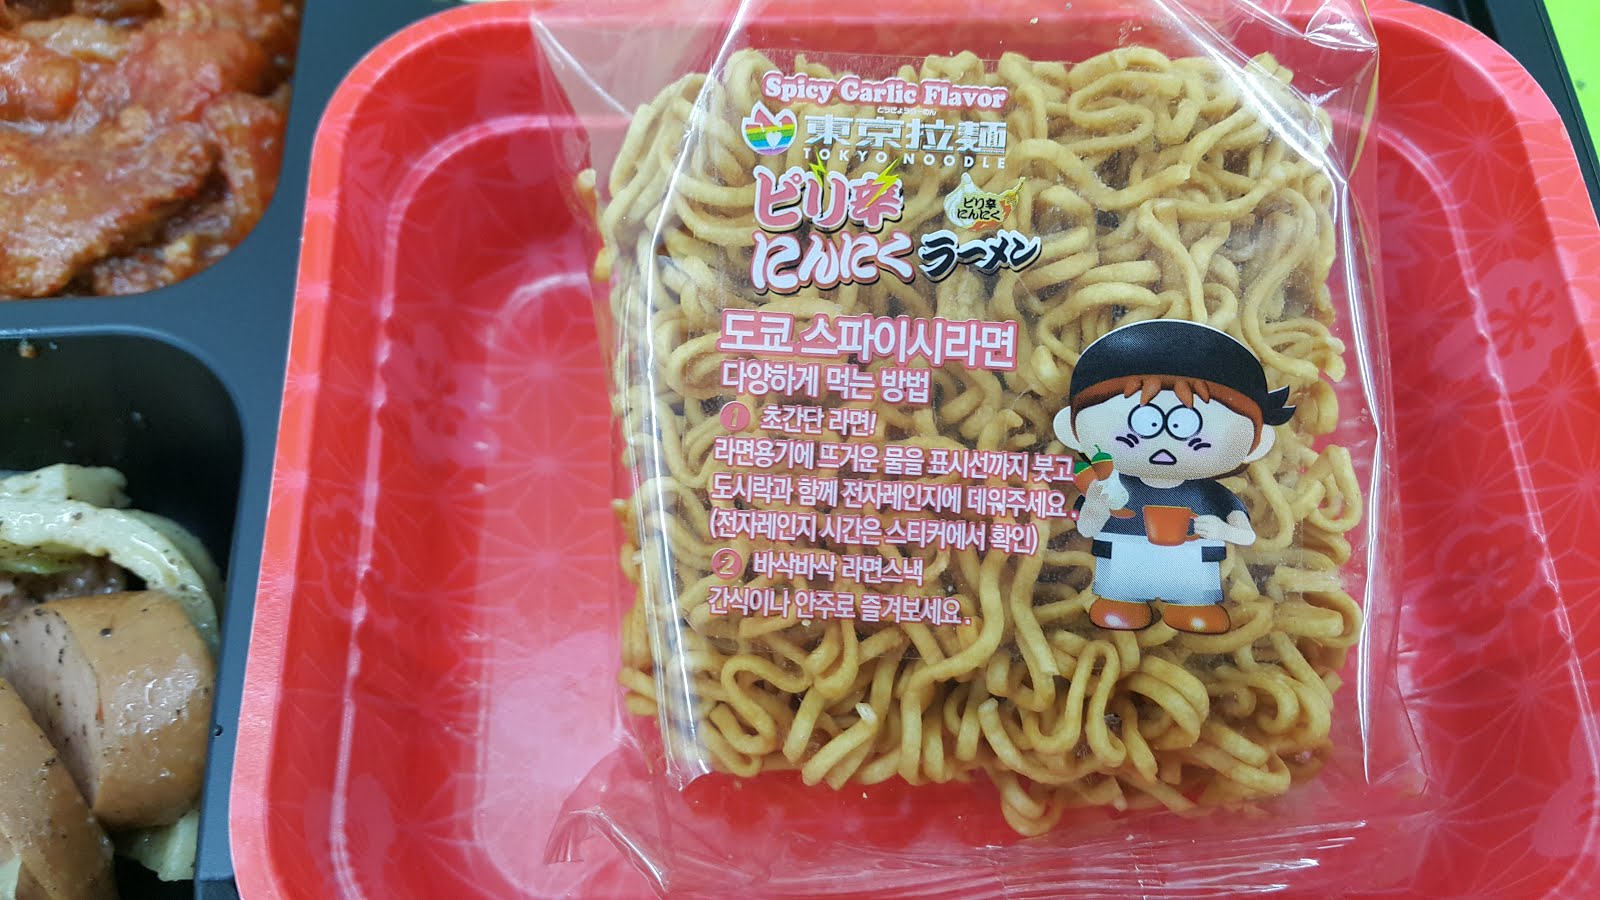 Spicy Garlic Flavor
東京拉麺
TOKYO NOODLE
ピリ辛
にんにく ラーメン
ピリ辛
にんにく
도쿄 스파이시라면
다양하게 먹는 방법
1 초간단 라면!
라면용기에 뜨거운 물을 표시선까지 붓고
도시락과 함께 전자레인지에 데워주세요.
(전자레인지 시간은 스티커에서 확인)
2 바삭바삭 라면스낵
간식이나 안주로 즐겨보세요.